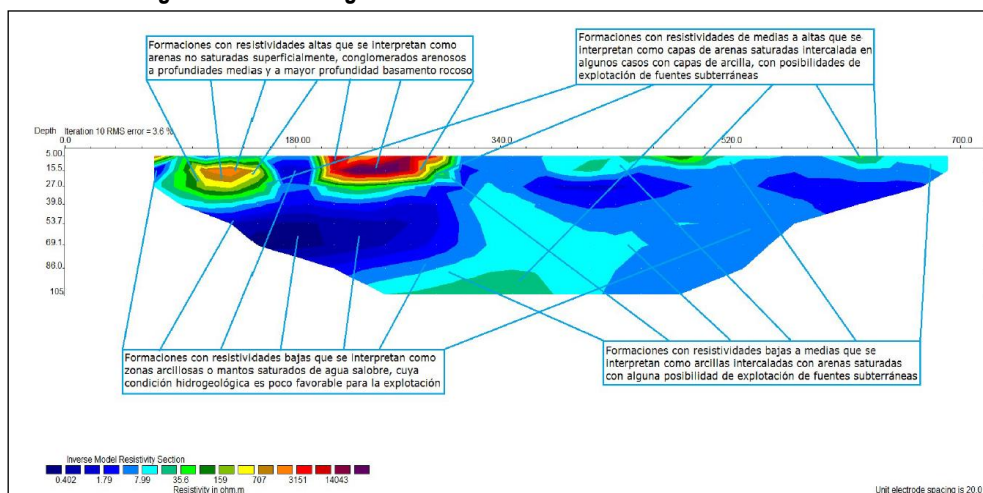 Formaciones con resistividades altas que se interpretan como
arenas no saturadas superficialmente, conglomerados arenosos
a profundiades medias y a mayor profundidad basamento rocoso
Formaciones con resistividades de medias a altas que se
interpretan como capas de arenas saturadas intercalada en
algunos casos con capas de arcilla, con posibilidades de
explotación de fuentes subterráneas
Depth Iteration 10 RMS error = 3.6 %
0.0 160.00 340.0 520.0 700.0
5.00
15.5
27.0
39.8
53.7
69.1
86.0
105
Formaciones con resistividades bajas que se interpretan como
zonas arcillosas o mantos saturados de agua salobre, cuya
condición hidrogeológica es poco favorable para la explotación
Formaciones con resistividades bajas a medias que se
interpretan como arcillas intercaladas con arenas saturadas
con alguna posibilidad de explotación de fuentes subterráneas
Inverse Model Resistivity Section
0.402 1.79 7.99 35.6 159 707 3151 14043
Resistivity in ohm.m
Unit electrode spacing is 20.0